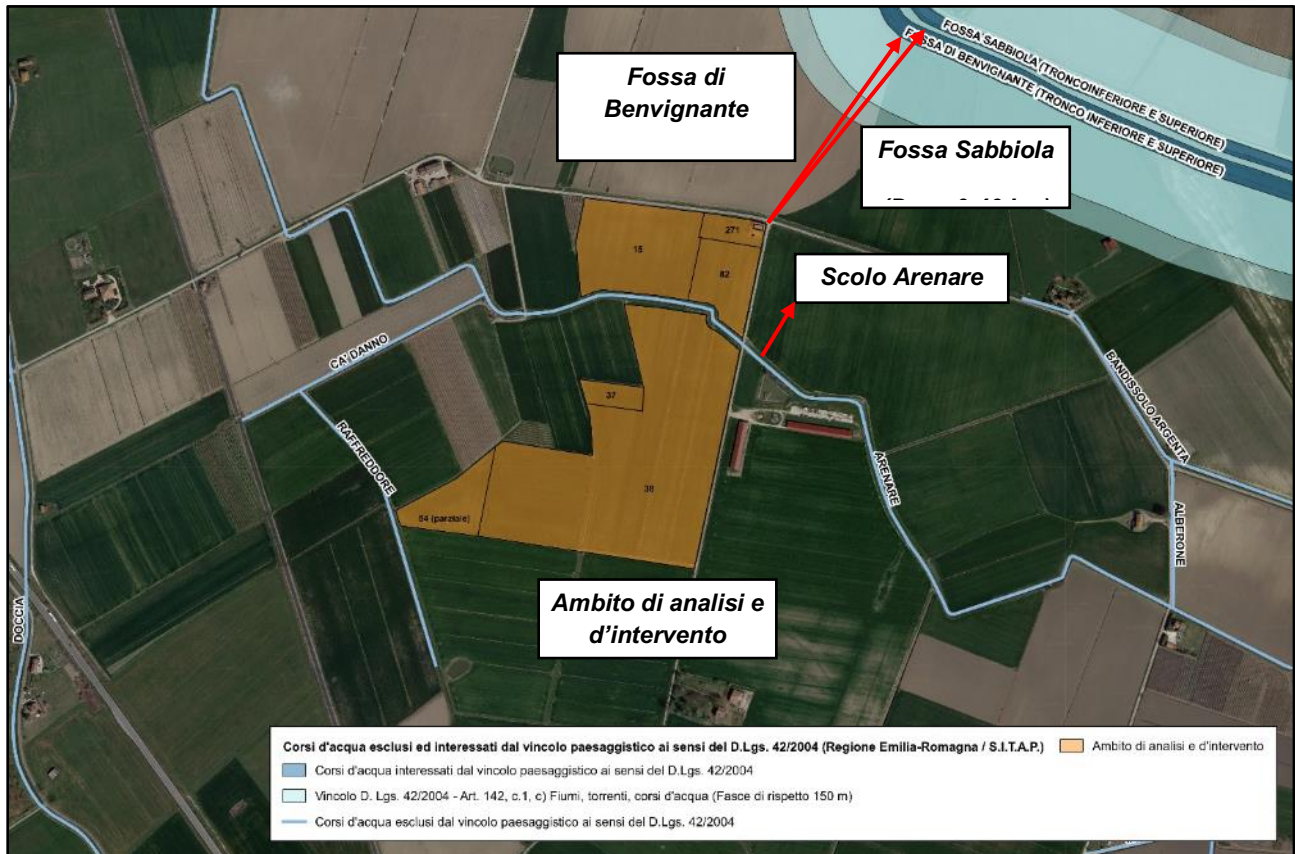 FOSSA SABBIOLA (TRONCOINFERIORE E SUPERIORE)
FOSSA DI BENVIGNANTE (TRONCO INFERIORE E SUPERIORE)
Fossa di
Benvignante
Fossa Sabbiola
271
15
82
Scolo Arenare
CA' DANNO
BANDISSOLO ARGENTA
37
RAFFREDDORE
ARENARE
38
64 (parziale)
ALBERONE
DOCCIA
Ambito di analisi e
d'intervento
Corsi d'acqua esclusi ed interessati dal vincolo paesaggistico ai sensi del D.Lgs. 42/2004 (Regione Emilia-Romagna / S.I.T.A.P.)
Ambito di analisi e d'intervento
Corsi d'acqua interessati dal vincolo paesaggistico ai sensi del D.Lgs. 42/2004
Vincolo D. Lgs. 42/2004 - Art. 142, c.1, c) Fiumi, torrenti, corsi d'acqua (Fasce di rispetto 150 m)
Corsi d'acqua esclusi dal vincolo paesaggistico ai sensi del D.Lgs. 42/2004